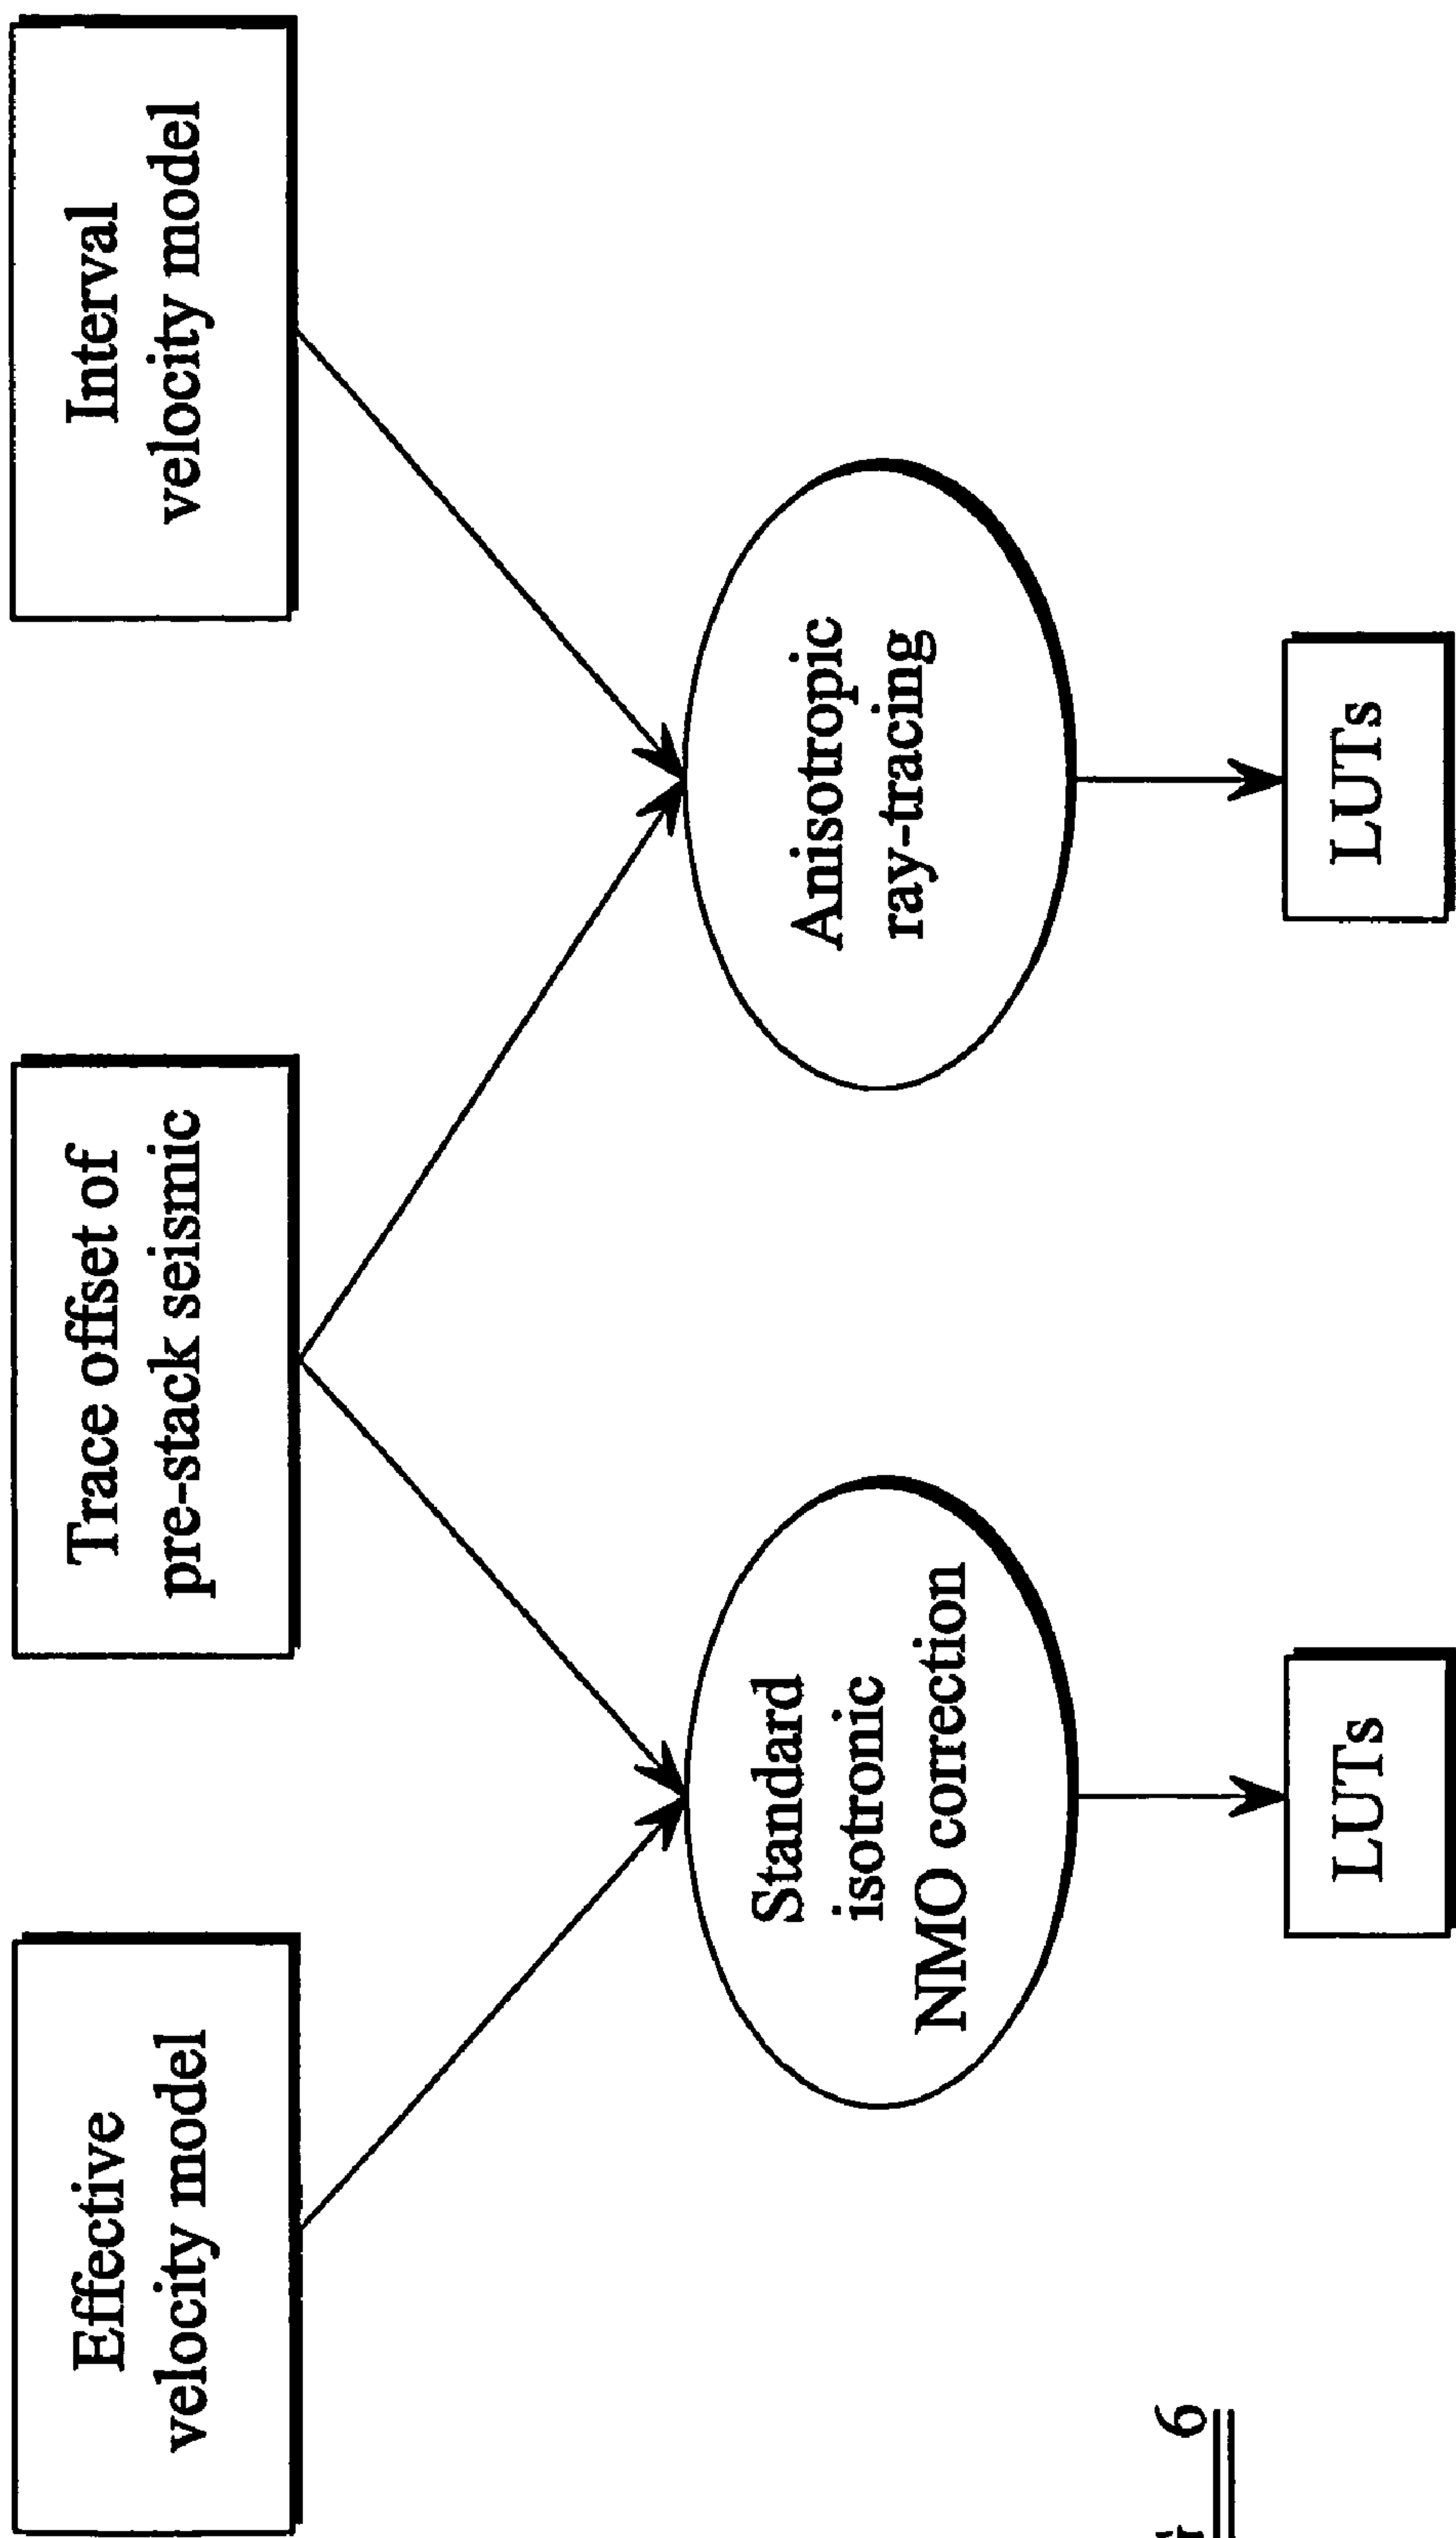 Effective
velocity model
Trace offset of
pre-stack seismic
Interval
velocity model
Standard
isotronic
NMO correction
Anisotropic
ray-tracing
LUTs
LUTs
6